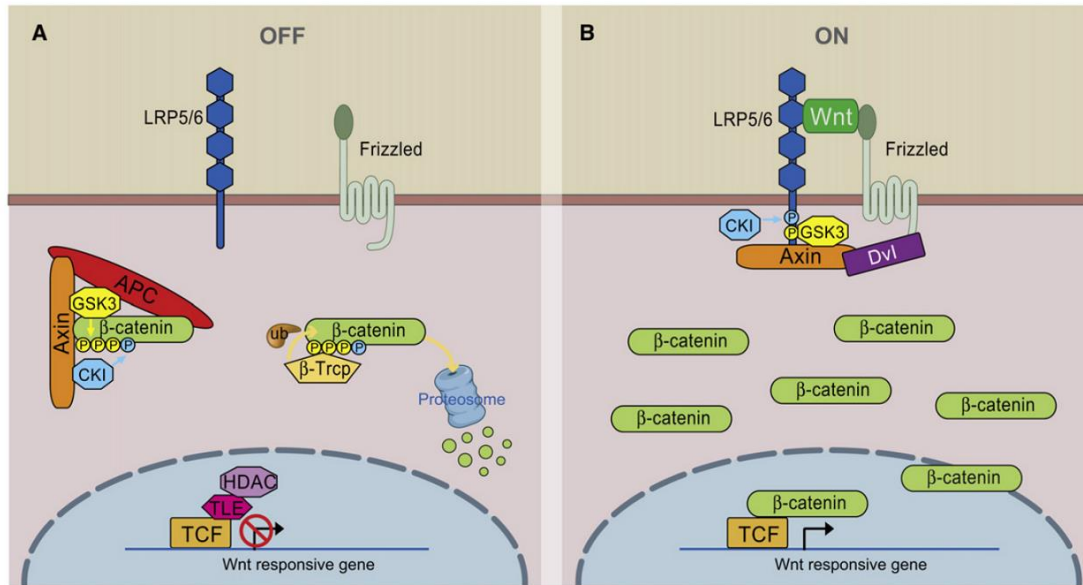 A
OFF
LRP5/6
Frizzled
APC
GSK3
Axin
β-catenin
P P P P
CKI
ub
β-catenin
P P P P
β-Trcp
Proteosome
HDAC
TLE
TCF
Wnt responsive gene
B
ON
LRP5/6
Wnt
Frizzled
CKI
P
P
GSK3
Axin
Dvl
β-catenin
β-catenin
β-catenin
β-catenin
β-catenin
β-catenin
β-catenin
TCF
Wnt responsive gene